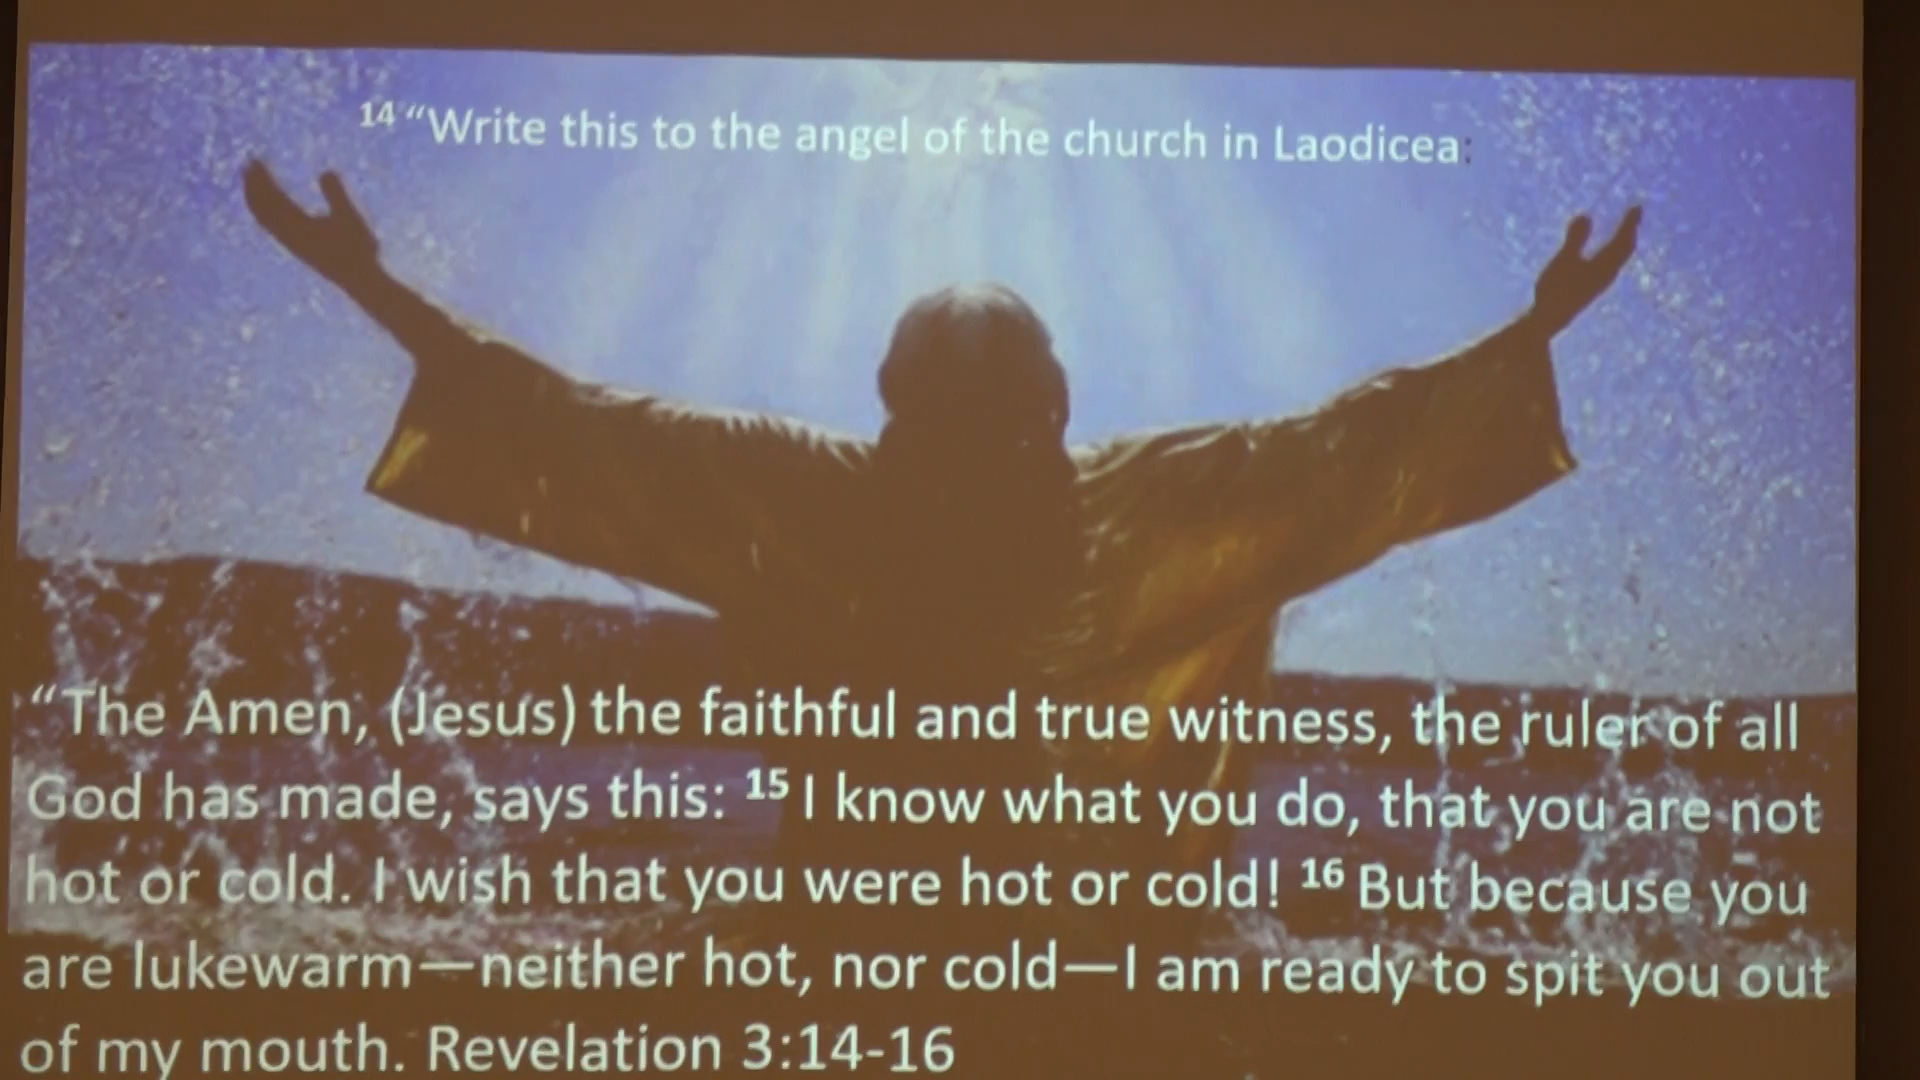 14 “Write this to the angel of the church in Laodicea:
“The Amen, (Jesus) the faithful and true witness, the ruler of all
God has made, says this: 15 I know what you do, that you are not
hot or cold. I wish that you were hot or cold! 16 But because you
are lukewarm—neither hot, nor cold—I am ready to spit you out
of my mouth. Revelation 3:14-16